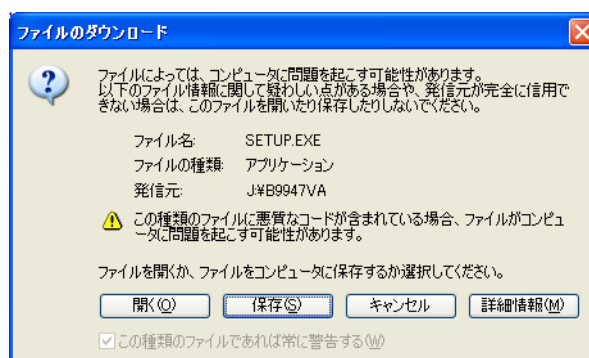 ファイルのダウンロード
ファイルによっては、コンピュータに問題を起こす可能性があります。
以下のファイル情報に関して疑わしい点がある場合や、発信元が完全に信用で
きない場合は、このファイルを開いたり保存したりしないでください。
ファイル名: SETUP.EXE
ファイルの種類: アプリケーション
発信元: J:¥B9947VA
この種類のファイルに悪質なコードが含まれている場合、ファイルがコンピュ
ータに問題を起こす可能性があります。
ファイルを開くか、ファイルをコンピュータに保存するか選択してください。
開く(O) 保存(S) キャンセル 詳細情報(M)
この種類のファイルであれば常に警告する(W)